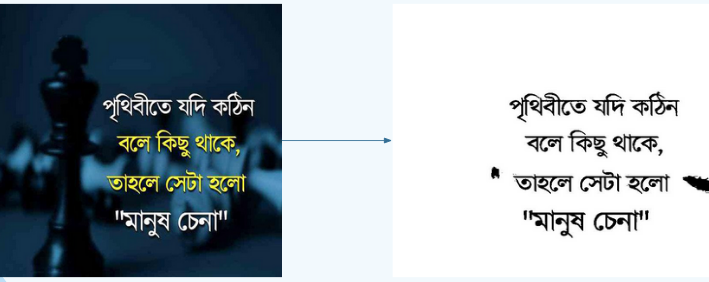 পৃথিবীতে যদি কঠিন
বলে কিছু থাকে,
তাহলে সেটা হলো
"মানুষ চেনা"
পৃথিবীতে যদি কঠিন
বলে কিছু থাকে,
তাহলে সেটা হলো
"মানুষ চেনা"